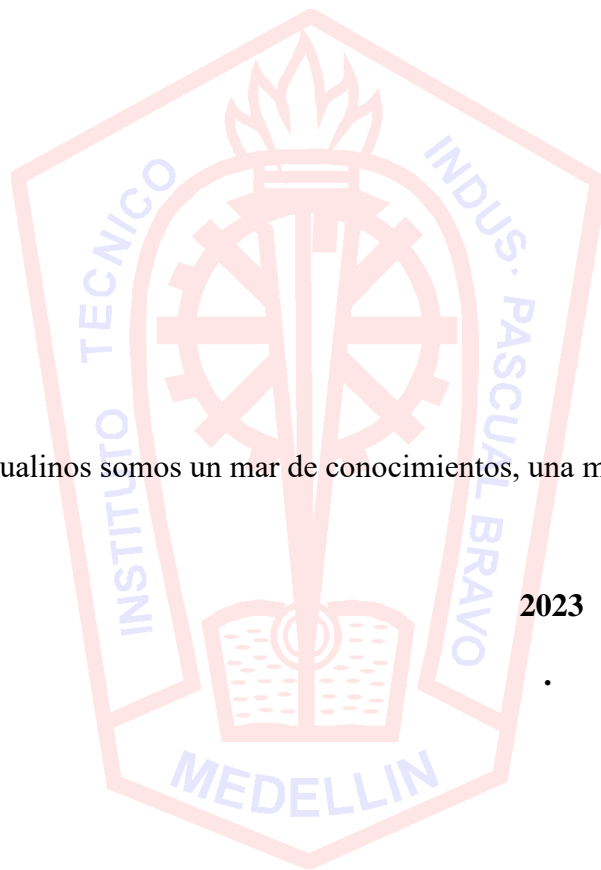 INSTITUTO TECNICO INDUS. PASCUAL BRAVO
ualinos somos un mar de conocimientos, una m
2023
.
MEDELLIN